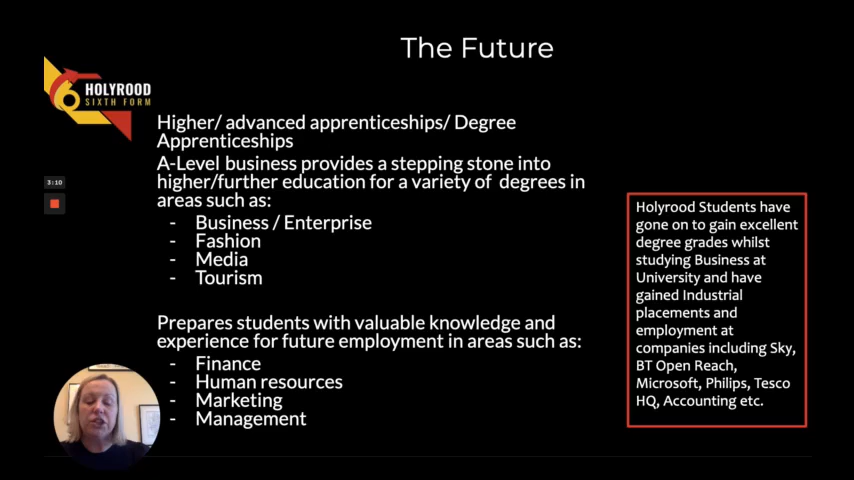 The Future
HOLYROOD
SIXTH FORM
6
Higher/ advanced apprenticeships/ Degree
Apprenticeships
A-Level business provides a stepping stone into
higher/further education for a variety of degrees in
areas such as:
- Business / Enterprise
- Fashion
- Media
- Tourism
Prepares students with valuable knowledge and
experience for future employment in areas such as:
- Finance
- Human resources
- Marketing
- Management
3:10
Holyrood Students have
gone on to gain excellent
degree grades whilst
studying Business at
University and have
gained Industrial
placements and
employment at
companies including Sky,
BT Open Reach,
Microsoft, Philips, Tesco
HQ, Accounting etc.